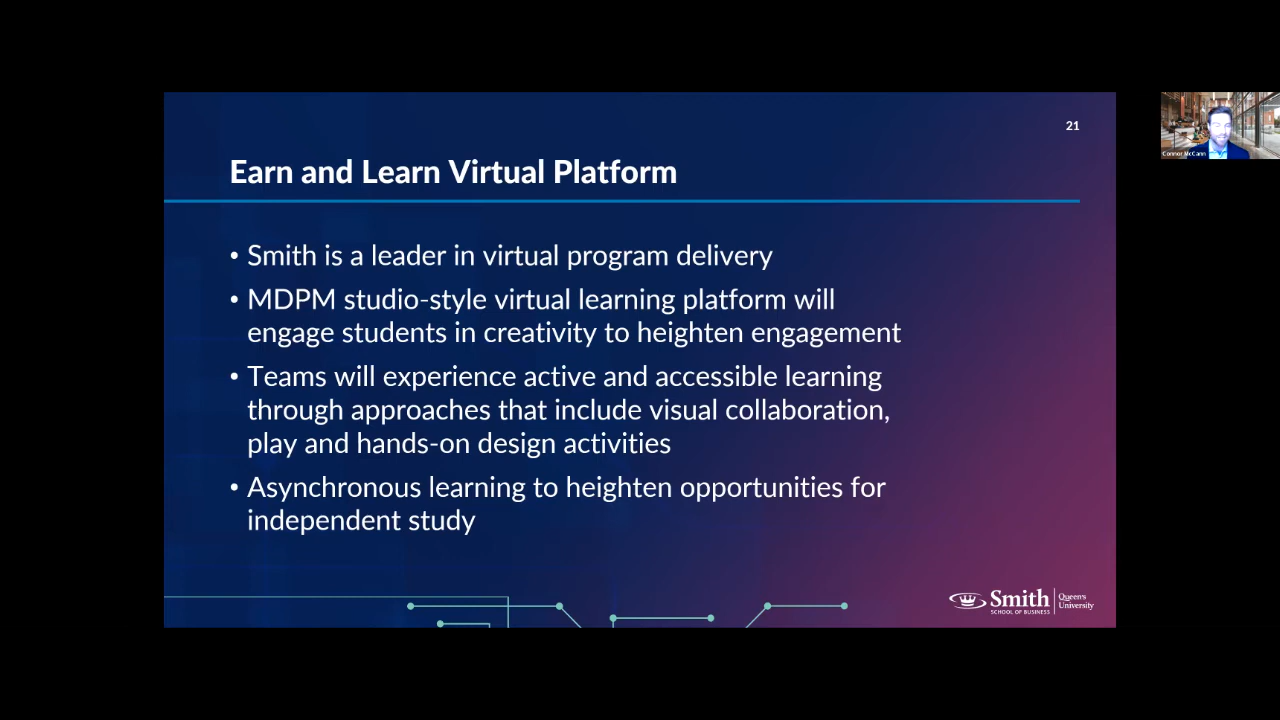 21
Connor McCann
Earn and Learn Virtual Platform
• Smith is a leader in virtual program delivery
• MDPM studio-style virtual learning platform will
engage students in creativity to heighten engagement
• Teams will experience active and accessible learning
through approaches that include visual collaboration,
play and hands-on design activities
• Asynchronous learning to heighten opportunities for
independent study
Smith
SCHOOL OF BUSINESS
Queen's
University